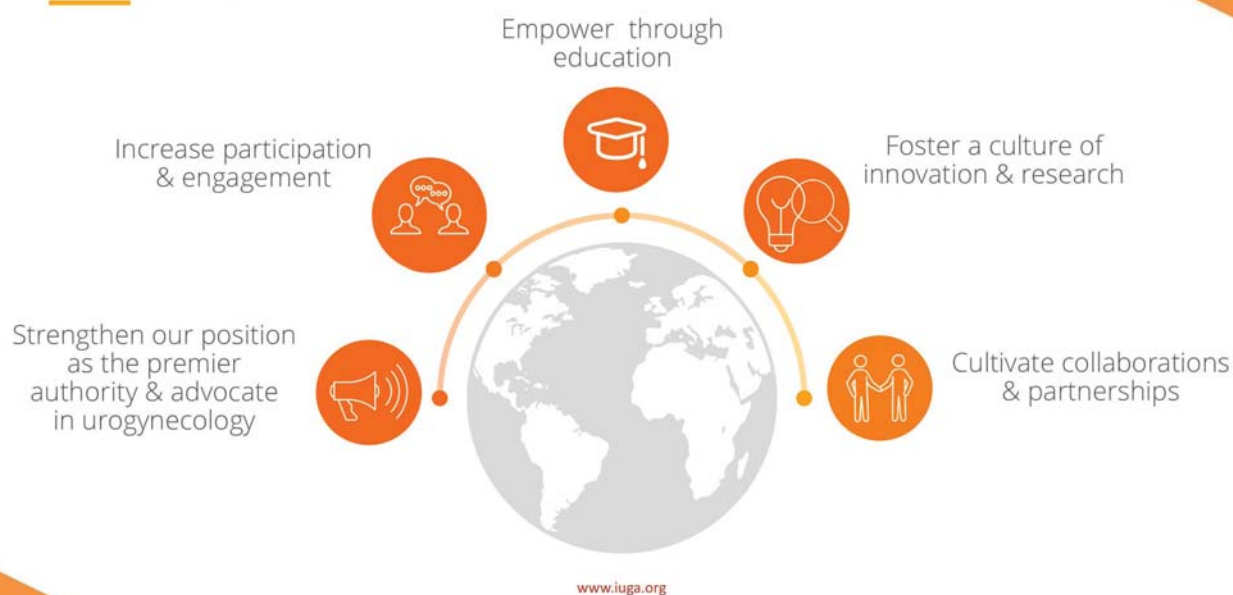 Empower through
education
Increase participation
& engagement
Foster a culture of
innovation & research
Strengthen our position
as the premier
authority & advocate
in urogynecology
Cultivate collaborations
& partnerships
www.iuga.org